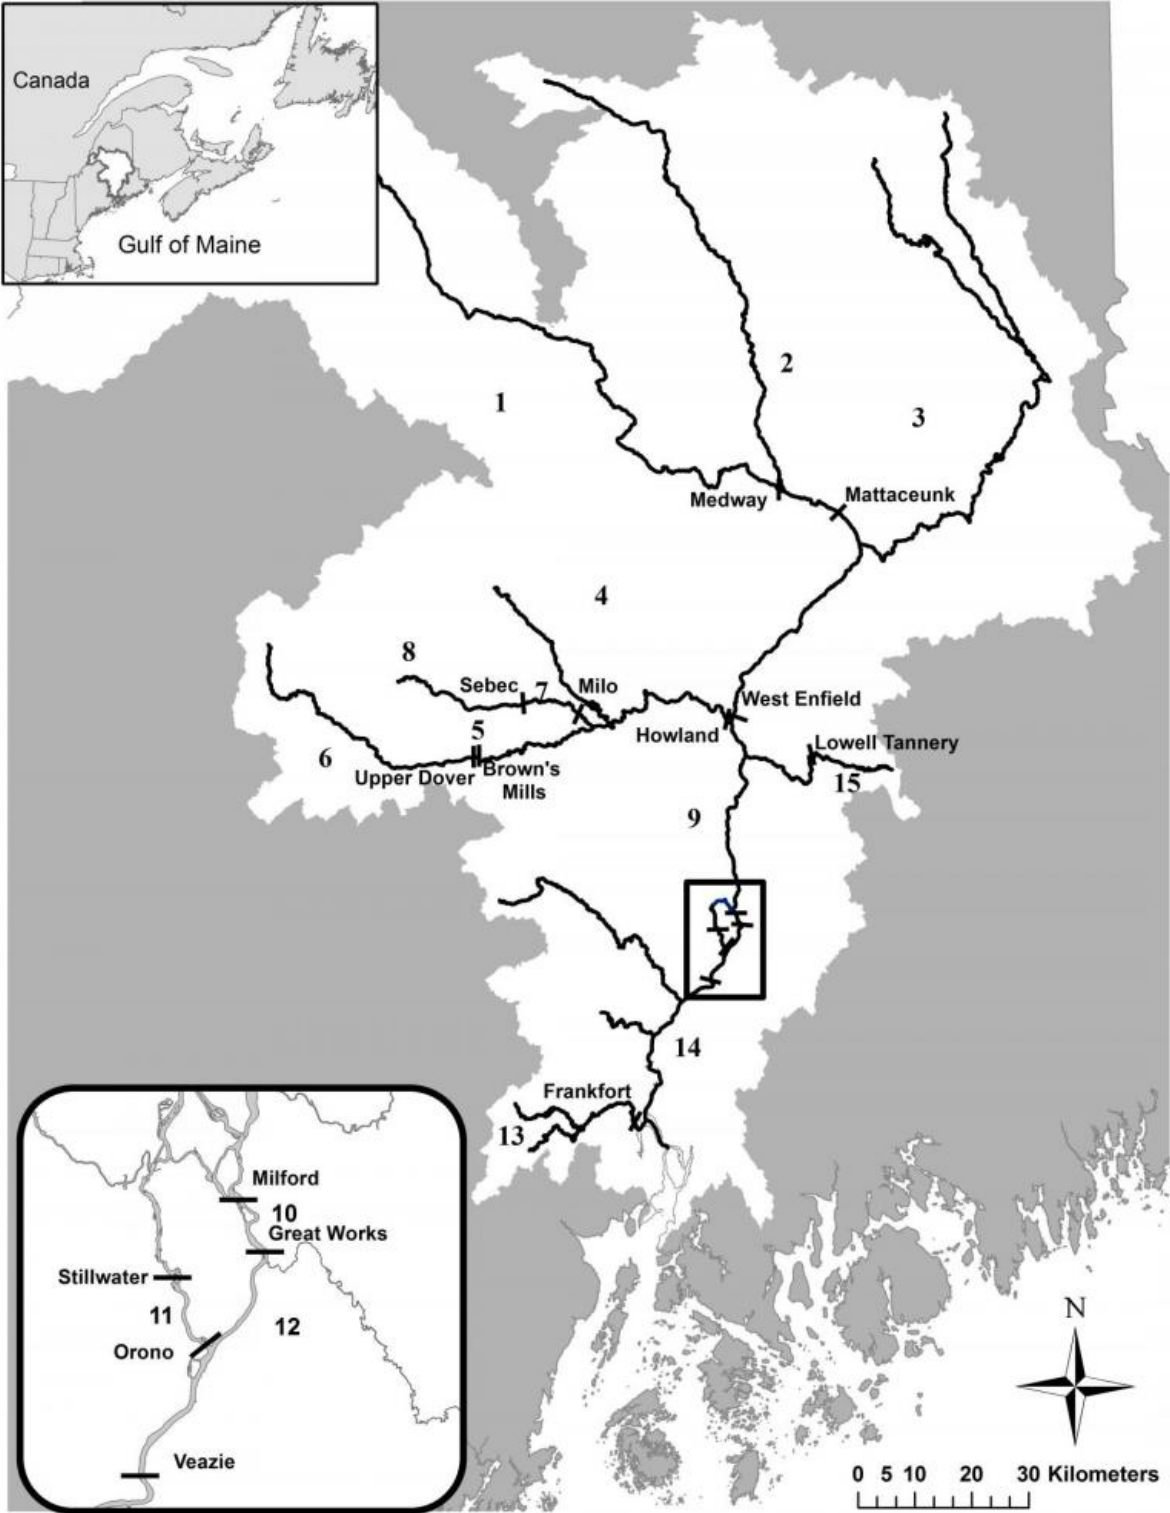 Canada
Gulf of Maine
2
1
3
Medway
Mattaceunk
4
8
Sebec
7
Milo
West Enfield
5
Howland
Lowell Tannery
6
Upper Dover
Brown's
Mills
15
9
14
Frankfort
13
Milford
10
Great Works
Stillwater
11
12
Orono
Veazie
N
0 5 10 20 30 Kilometers